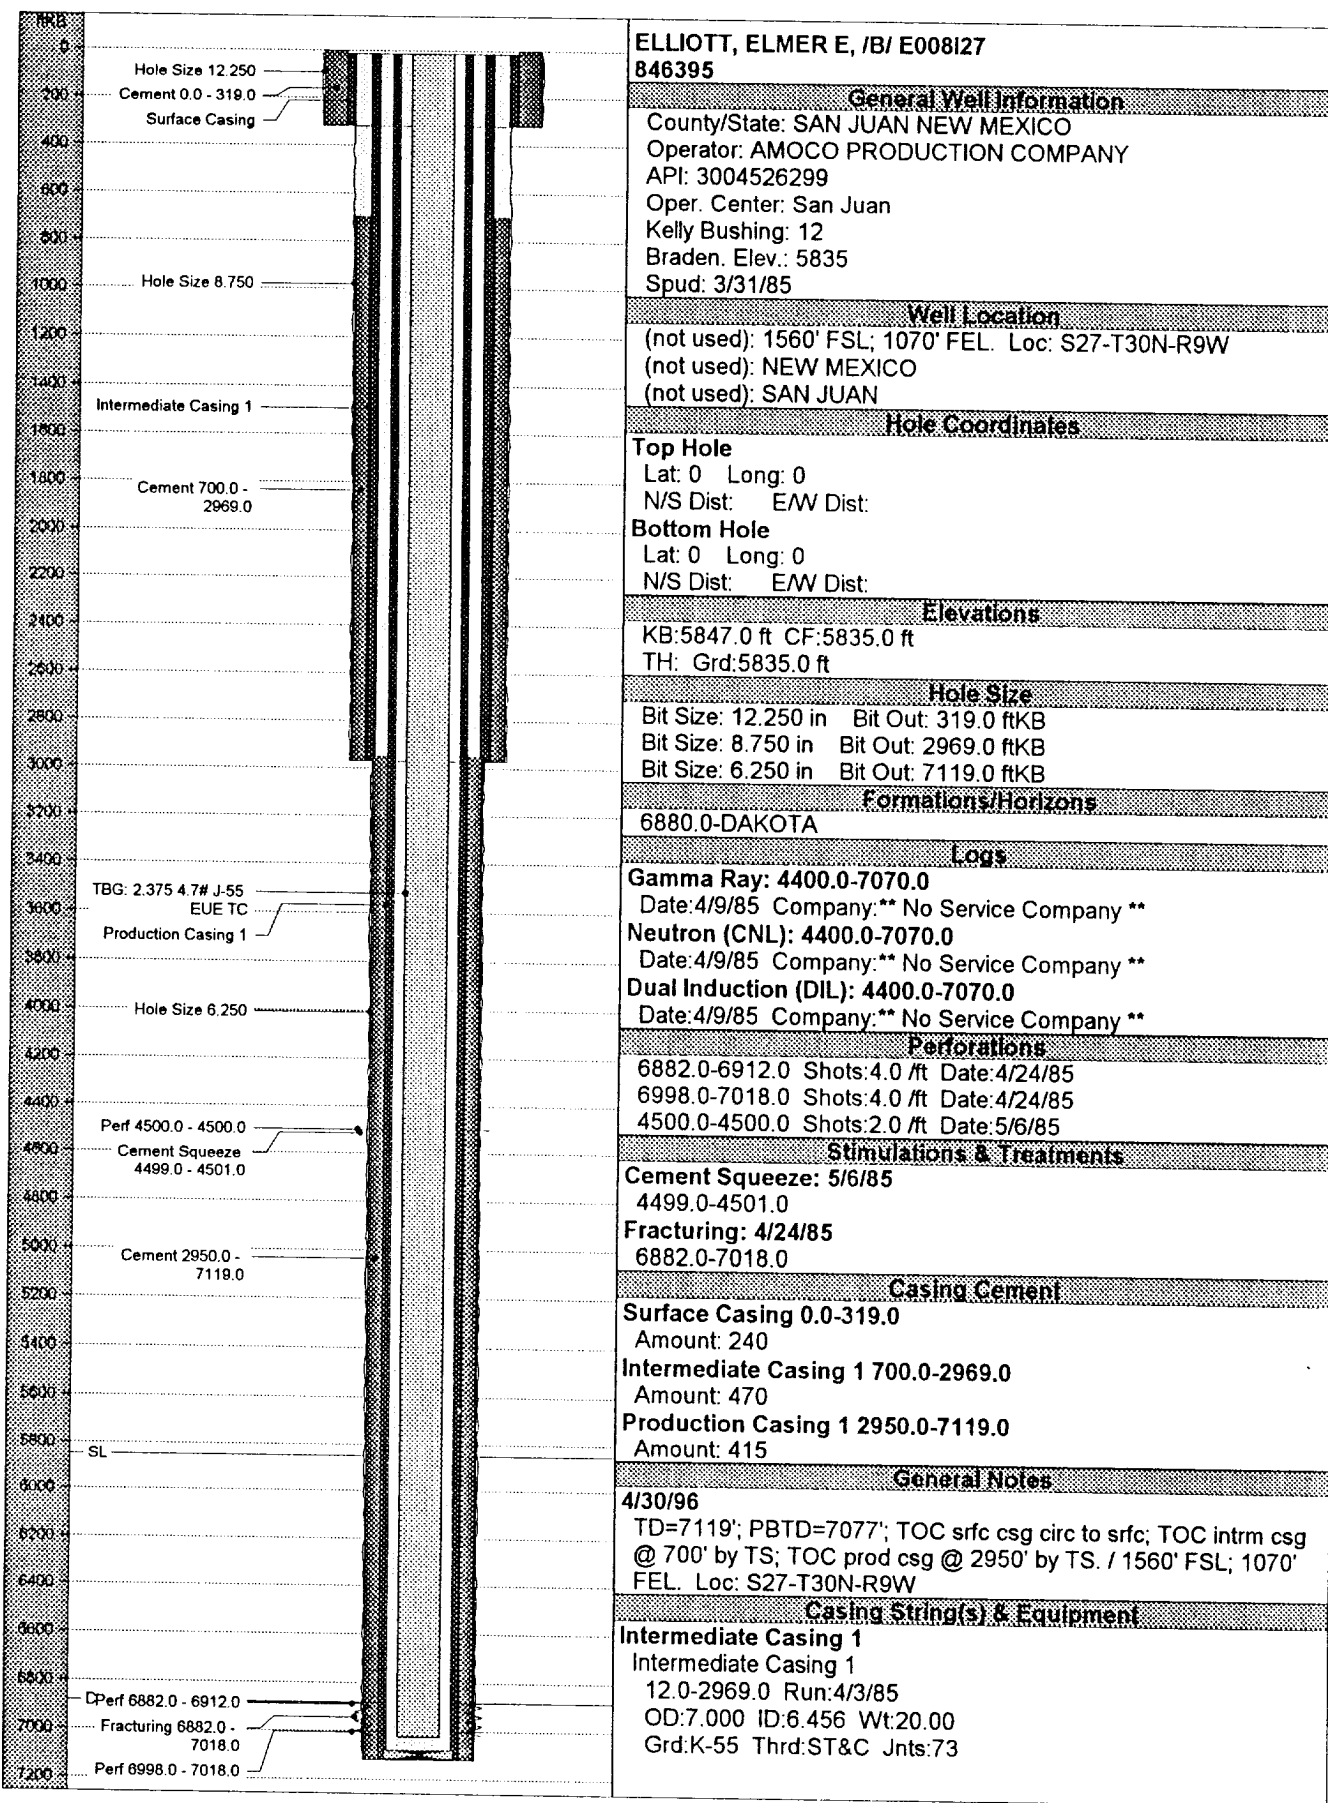 0
200
400
600
800
1000
1200
1400
1600
1800
2000
2200
2400
2600
2800
3000
3200
3400
3600
3800
4000
4200
4400
4600
4800
5000
5200
5400
5600
5800
6000
6200
6400
6600
6800
7000
7200
Hole Size 12.250
Cement 0.0 - 319.0
Surface Casing
Hole Size 8.750
Intermediate Casing 1
Cement 700.0 -
2969.0
TBG: 2.375 4.7# J-55
EUE TC
Production Casing 1
Hole Size 6.250
Perf 4500.0 - 4500.0
Cement Squeeze
4499.0 - 4501.0
Cement 2950.0 -
7119.0
SL
Perf 6882.0 - 6912.0
Fracturing 6882.0 -
7018.0
Perf 6998.0 - 7018.0
ELLIOTT, ELMER E, /B/ E008I27
846395
General Well Information
County/State: SAN JUAN NEW MEXICO
Operator: AMOCO PRODUCTION COMPANY
API: 3004526299
Oper. Center: San Juan
Kelly Bushing: 12
Braden. Elev.: 5835
Spud: 3/31/85
Well Location
(not used): 1560' FSL; 1070' FEL. Loc: S27-T30N-R9W
(not used): NEW MEXICO
(not used): SAN JUAN
Hole Coordinates
Top Hole
Lat: 0 Long: 0
N/S Dist: E/W Dist:
Bottom Hole
Lat: 0 Long: 0
N/S Dist: E/W Dist:
Elevations
KB:5847.0 ft CF:5835.0 ft
TH: Grd:5835.0 ft
Hole Size
Bit Size: 12.250 in Bit Out: 319.0 ftKB
Bit Size: 8.750 in Bit Out: 2969.0 ftKB
Bit Size: 6.250 in Bit Out: 7119.0 ftKB
Formations/Horizons
6880.0-DAKOTA
Logs
Gamma Ray: 4400.0-7070.0
Date:4/9/85 Company:** No Service Company **
Neutron (CNL): 4400.0-7070.0
Date:4/9/85 Company:** No Service Company **
Dual Induction (DIL): 4400.0-7070.0
Date:4/9/85 Company:** No Service Company **
Perforations
6882.0-6912.0 Shots:4.0 /ft Date:4/24/85
6998.0-7018.0 Shots:4.0 /ft Date:4/24/85
4500.0-4500.0 Shots:2.0 /ft Date:5/6/85
Stimulations & Treatments
Cement Squeeze: 5/6/85
4499.0-4501.0
Fracturing: 4/24/85
6882.0-7018.0
Casing Cement
Surface Casing 0.0-319.0
Amount: 240
Intermediate Casing 1 700.0-2969.0
Amount: 470
Production Casing 1 2950.0-7119.0
Amount: 415
General Notes
4/30/96
TD=7119'; PBTD=7077'; TOC srfc csg circ to srfc; TOC intrm csg
@ 700' by TS; TOC prod csg @ 2950' by TS. / 1560' FSL; 1070'
FEL. Loc: S27-T30N-R9W
Casing String(s) & Equipment
Intermediate Casing 1
Intermediate Casing 1
12.0-2969.0 Run:4/3/85
OD:7.000 ID:6.456 Wt:20.00
Grd:K-55 Thrd:ST&C Jnts:73